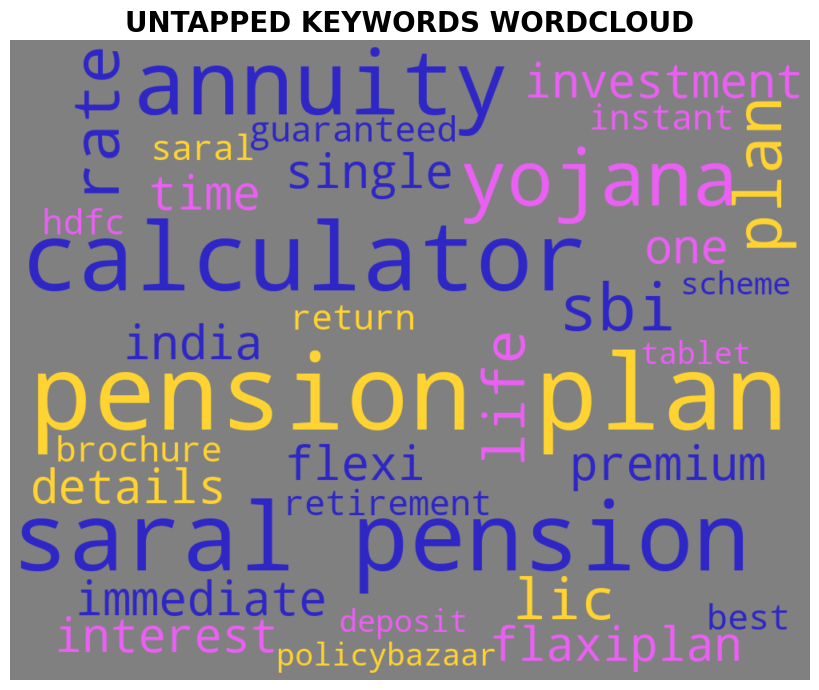 UNTAPPED KEYWORDS WORDCLOUD
rate
annuity
investment
instant
guaranteed
saral
single
plan
time
yojana
hdfc
calculator
one
scheme
sbi
return
india
life
tablet
pension plan
brochure
flexi
premium
details
retirement
saral pension
immediate
lic
best
interest
deposit
flaxiplan
policybazaar